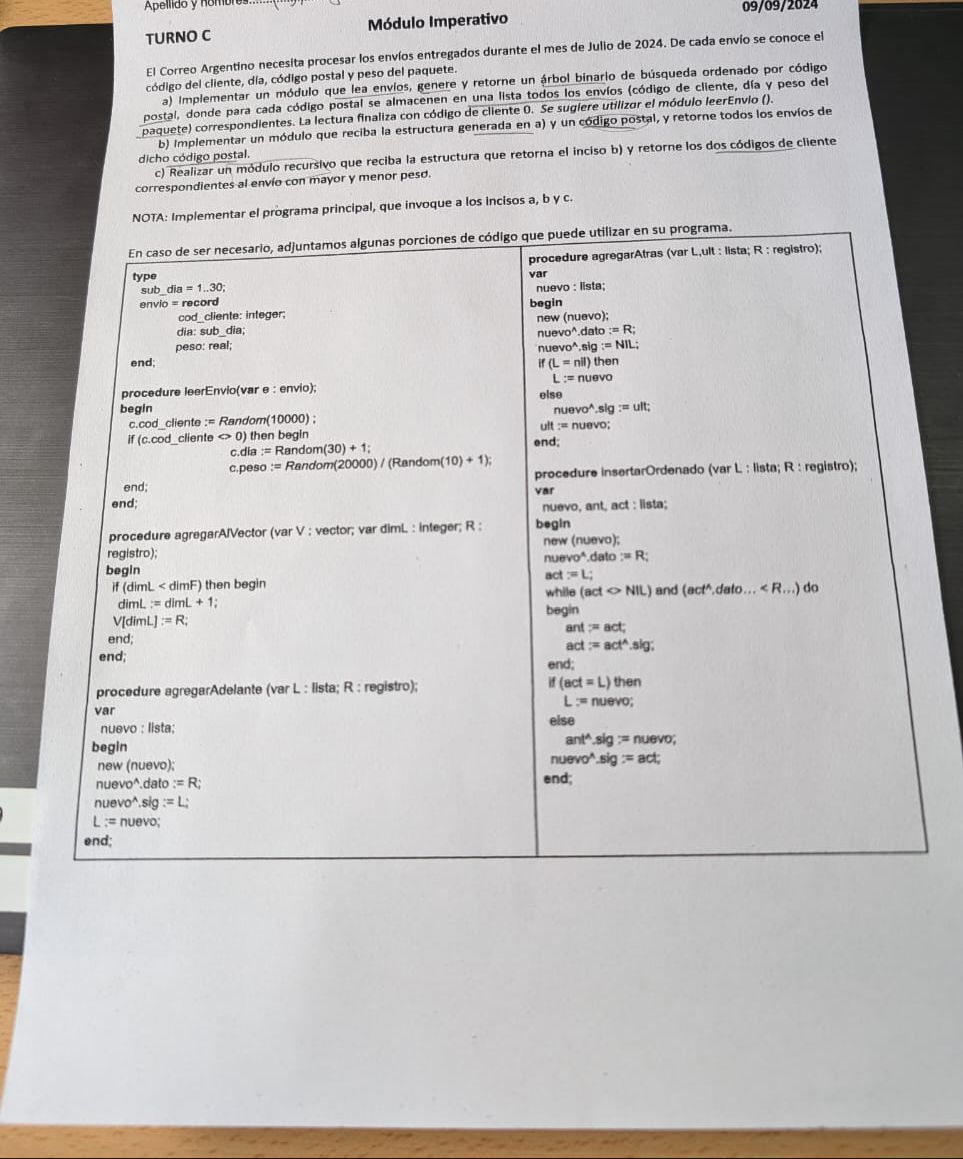 Apellido y nombres
09/09/2024
TURNO C
Módulo Imperativo
El Correo Argentino necesita procesar los envíos entregados durante el mes de Julio de 2024. De cada envío se conoce el
código del cliente, día, código postal y peso del paquete.
a) Implementar un módulo que lea envíos, genere y retorne un árbol binario de búsqueda ordenado por código
postal, donde para cada código postal se almacenen en una lista todos los envíos (código de cliente, día y peso del
paquete) correspondientes. La lectura finaliza con código de cliente 0. Se sugiere utilizar el módulo leerEnvio ().
b) Implementar un módulo que reciba la estructura generada en a) y un código postal, y retorne todos los envíos de
dicho código postal.
c) Realizar un módulo recursivo que reciba la estructura que retorna el inciso b) y retorne los dos códigos de cliente
correspondientes al envío con mayor y menor peso.
NOTA: Implementar el programa principal, que invoque a los incisos a, b y c.
En caso de ser necesario, adjuntamos algunas porciones de código que puede utilizar en su programa.
type
sub_dia = 1..30;
envio = record
cod_cliente: integer;
dia: sub_dia;
peso: real;
end;
procedure leerEnvio(var e : envio);
begin
c.cod_cliente := Random(10000) ;
if (c.cod_cliente <> 0) then begin
c.dia := Random(30) + 1;
c.peso := Random(20000) / (Random(10) + 1);
end;
end;
procedure agregarAlVector (var V : vector; var dimL : integer; R :
registro);
begin
if (dimL < dimF) then begin
dimL := dimL + 1;
V[dimL] := R;
end;
end;
procedure agregarAdelante (var L : lista; R : registro);
var
nuevo : lista;
begin
new (nuevo);
nuevo^.dato := R;
nuevo^.sig := L;
L := nuevo;
end;
procedure agregarAtras (var L,ult : lista; R : registro);
var
nuevo : lista;
begin
new (nuevo);
nuevo^.dato := R;
nuevo^.sig := NIL;
if (L = nil) then
L := nuevo
else
nuevo^.sig := ult;
ult := nuevo;
end;
procedure insertarOrdenado (var L : lista; R : registro);
var
nuevo, ant, act : lista;
begin
new (nuevo);
nuevo^.dato := R;
act := L;
while (act <> NIL) and (act^.dato... < R...) do
begin
ant := act;
act := act^.sig;
end;
if (act = L) then
L := nuevo;
else
ant^.sig := nuevo;
nuevo^.sig := act;
end;